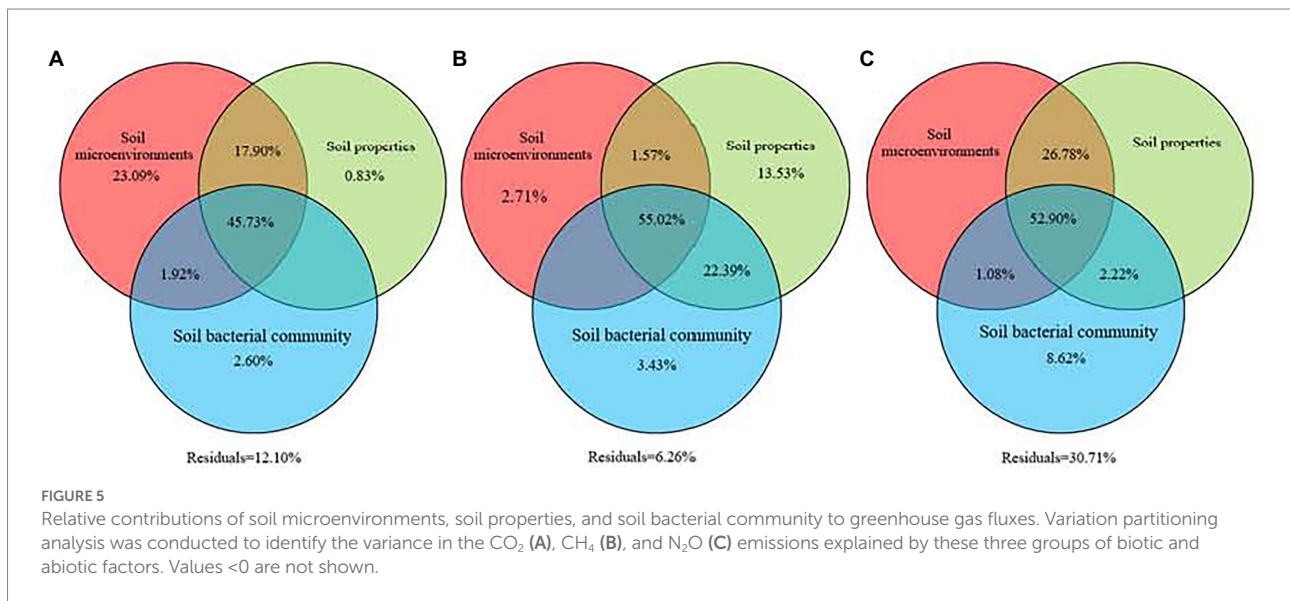 A
B
C
Soil
microenvironments
23.09%
17.90%
Soil properties
0.83%
45.73%
1.92%
Soil bacterial community
2.60%
Residuals=12.10%
Soil
microenvironments
2.71%
1.57%
Soil properties
13.53%
55.02%
22.39%
Soil bacterial community
3.43%
Residuals=6.26%
Soil
microenvironments
26.78%
Soil properties
52.90%
1.08%
2.22%
Soil bacterial community
8.62%
Residuals=30.71%
FIGURE 5
Relative contributions of soil microenvironments, soil properties, and soil bacterial community to greenhouse gas fluxes. Variation partitioning
analysis was conducted to identify the variance in the CO₂ (A), CH₄ (B), and N₂O (C) emissions explained by these three groups of biotic and
abiotic factors. Values <0 are not shown.